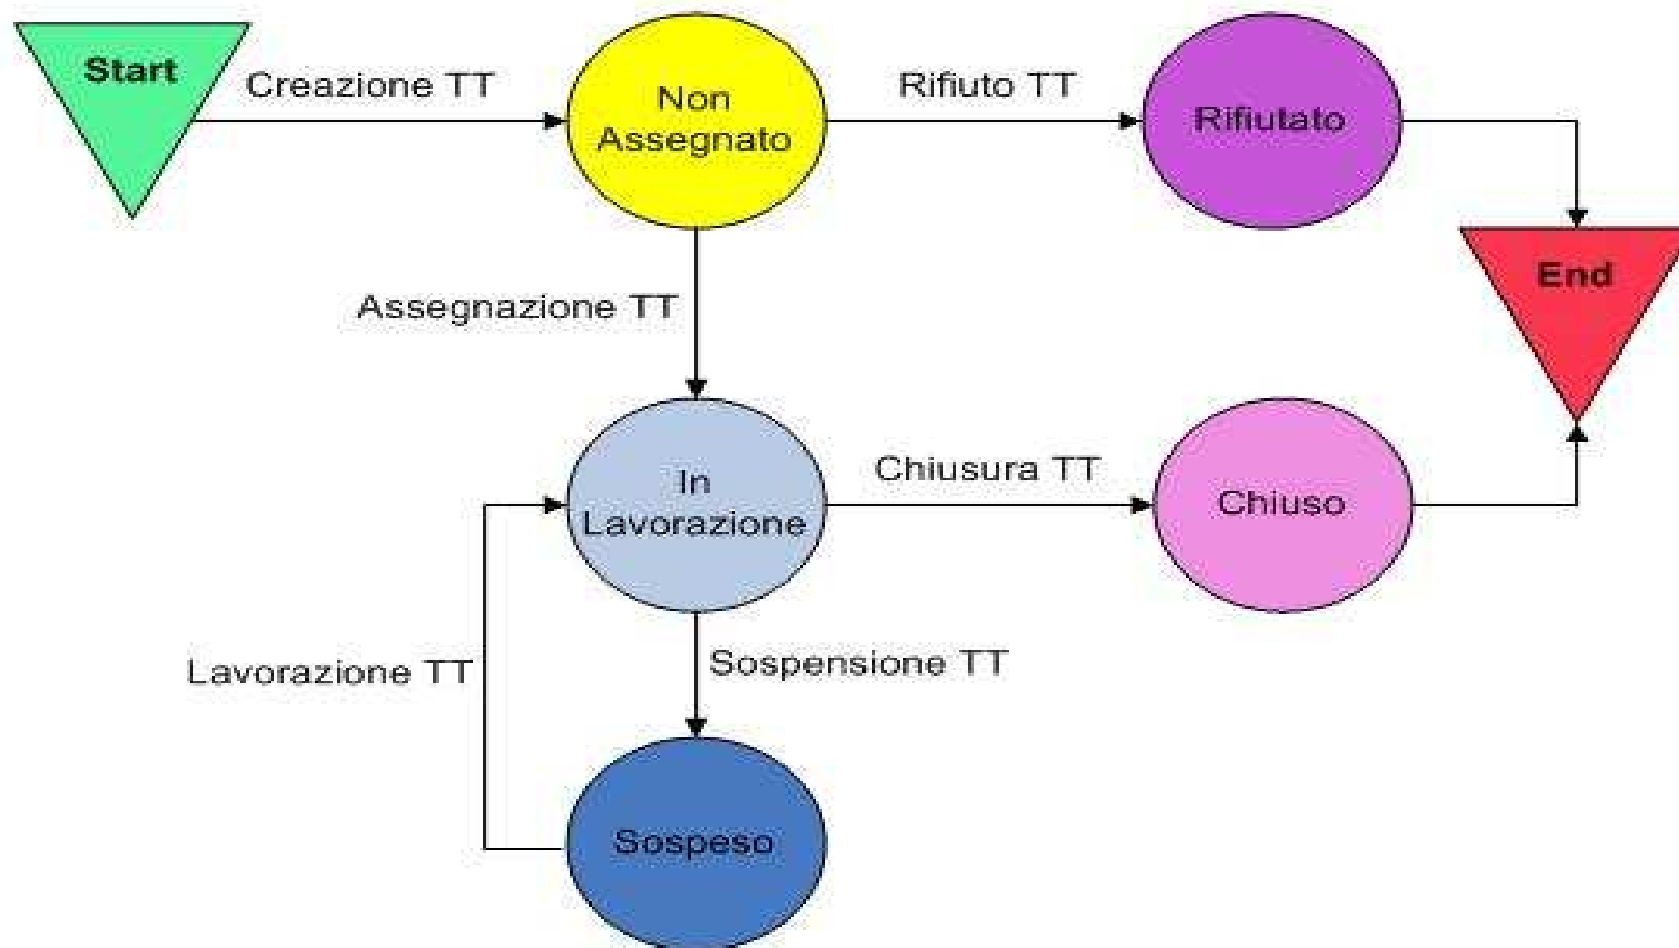 Start
Creazione TT
Non
Assegnato
Rifiuto TT
Rifiutato
End
Assegnazione TT
In
Lavorazione
Chiusura TT
Chiuso
Lavorazione TT
Sospensione TT
Sospeso